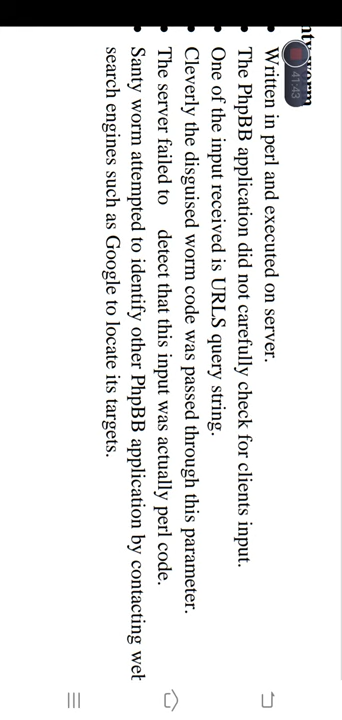 41:43
Written in perl and executed on server.
The PhpBB application did not carefully check for clients input.
One of the input received is URLS query string.
Cleverly the disguised worm code was passed through this parameter.
The server failed to detect that this input was actually perl code.
Santy worm attempted to identify other PhpBB application by contacting
search engines such as Google to locate its targets.